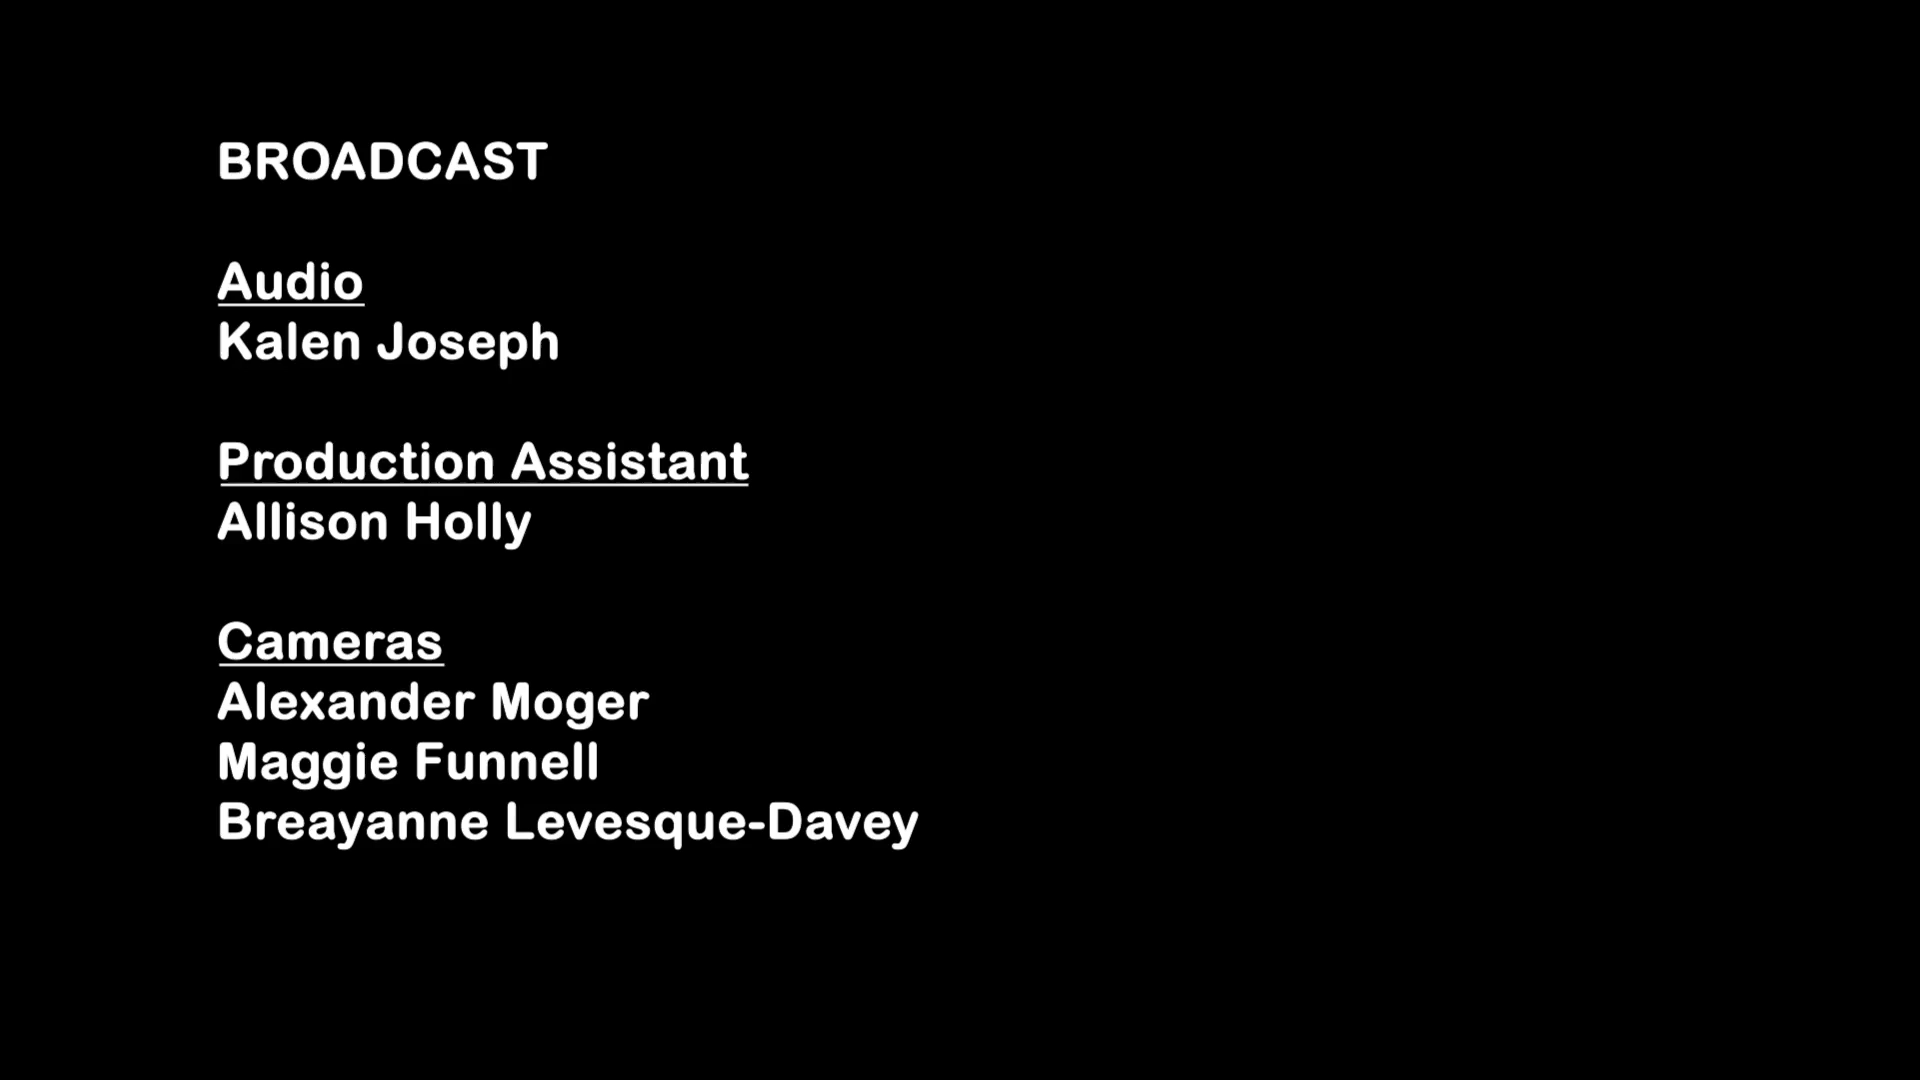 BROADCAST
Audio
Kalen Joseph
Production Assistant
Allison Holly
Cameras
Alexander Moger
Maggie Funnell
Breayanne Levesque-Davey